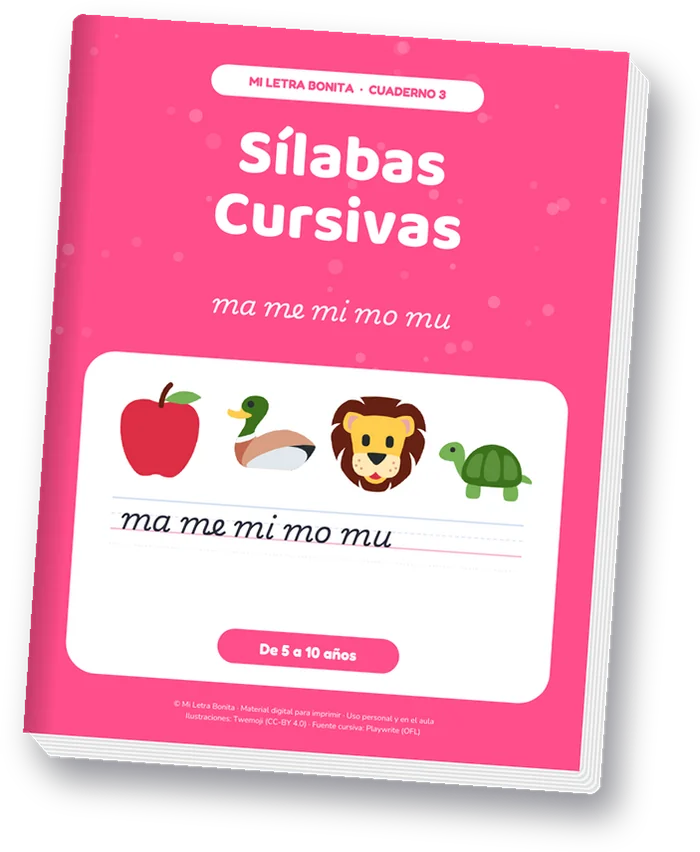 MI LETRA BONITA · CUADERNO 3
Sílabas
Cursivas
ma me mi mo mu
ma me mi mo mu
De 5 a 10 años
© Mi Letra Bonita · Material digital para imprimir · Uso personal y en el aula
Ilustraciones: Twemoji (CC-BY 4.0) · Fuente cursiva: Playwrite (OFL)